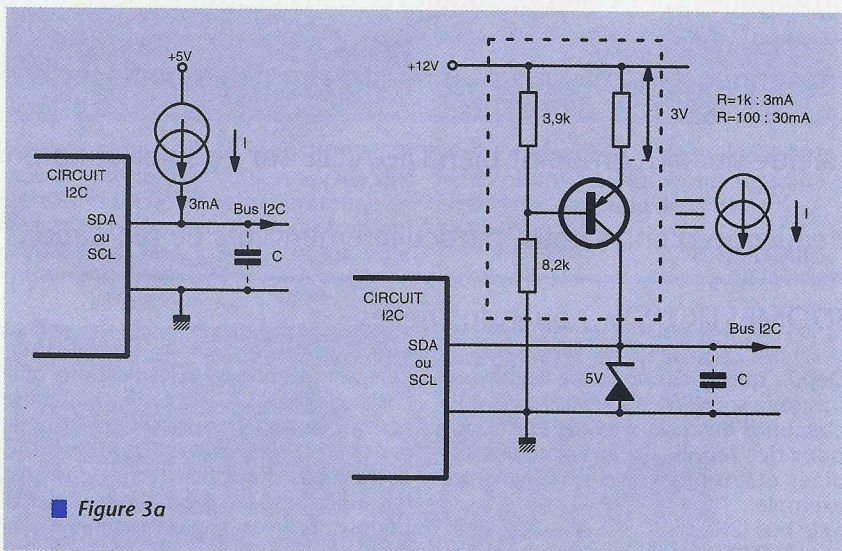 +5V
I
CIRCUIT
I2C
3mA
Bus I2C
SDA
ou
SCL
C
+12V
3,9k
3V
R=1k : 3mA
R=100 : 30mA
I
8,2k
CIRCUIT
I2C
Bus I2C
SDA
ou
SCL
5V
C
Figure 3a